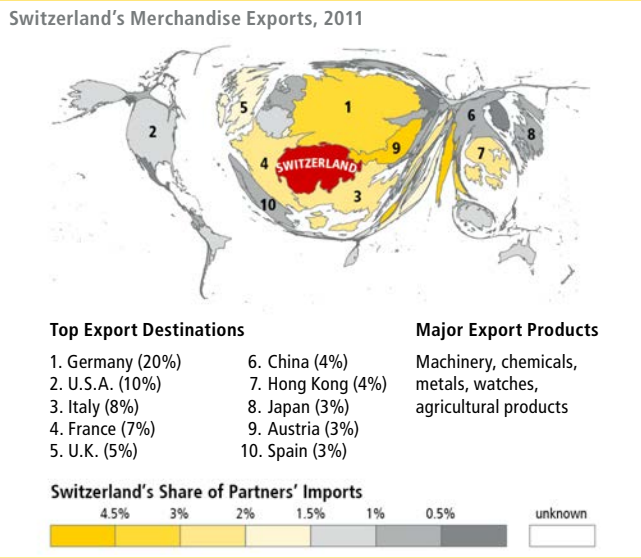 Switzerland's Merchandise Exports, 2011
1
2
3
4
5
6
7
8
9
10
SWITZERLAND
Top Export Destinations
1. Germany (20%)
2. U.S.A. (10%)
3. Italy (8%)
4. France (7%)
5. U.K. (5%)
6. China (4%)
7. Hong Kong (4%)
8. Japan (3%)
9. Austria (3%)
10. Spain (3%)
Major Export Products
Machinery, chemicals,
metals, watches,
agricultural products
Switzerland's Share of Partners' Imports
4.5% 3% 2% 1.5% 1% 0.5% unknown